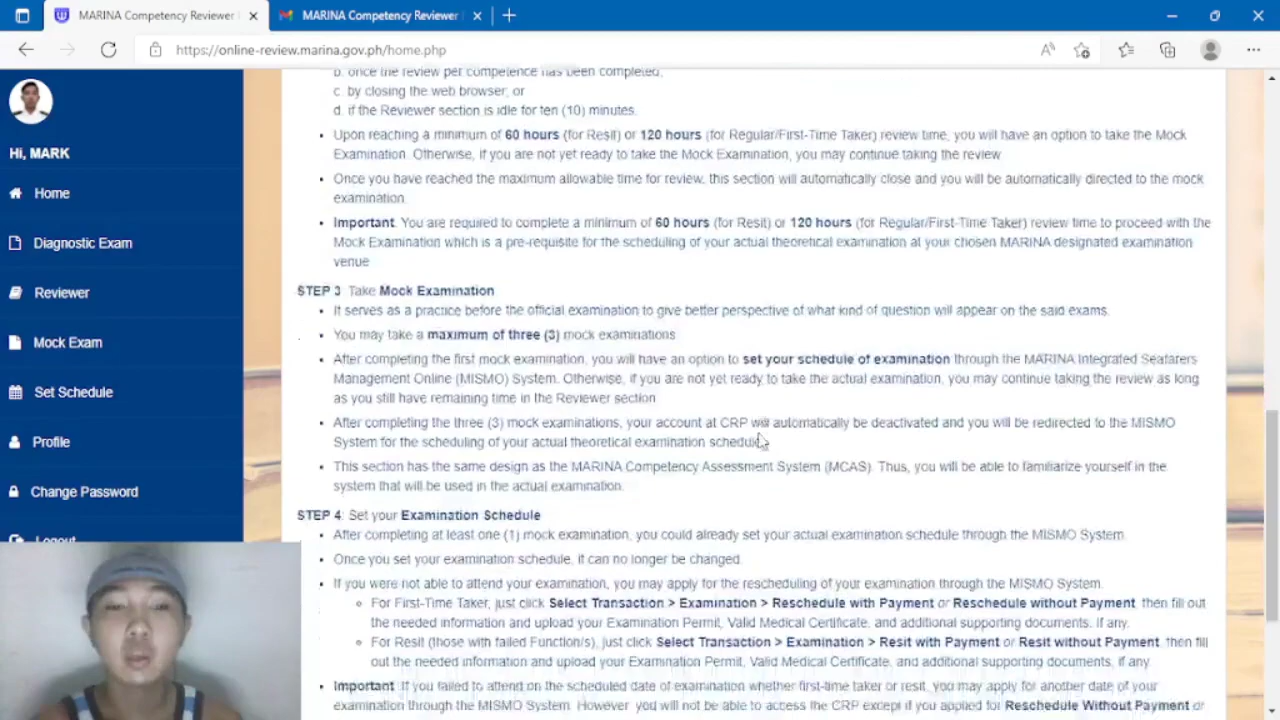 MARINA Competency Reviewer
MARINA Competency Reviewer
https://online-review.marina.gov.ph/home.php
Hi, MARK
Home
Diagnostic Exam
Reviewer
Mock Exam
Set Schedule
Profile
Change Password
Logout
b. once the review per competence has been completed;
c. by closing the web browser; or
d. if the Reviewer section is idle for ten (10) minutes.
• Upon reaching a minimum of 60 hours (for Resit) or 120 hours (for Regular/First-Time Taker) review time, you will have an option to take the Mock
Examination. Otherwise, if you are not yet ready to take the Mock Examination, you may continue taking the review
• Once you have reached the maximum allowable time for review, this section will automatically close and you will be automatically directed to the mock
examination.
• Important: You are required to complete a minimum of 60 hours (for Resit) or 120 hours (for Regular/First-Time Taker) review time to proceed with the
Mock Examination which is a pre-requisite for the scheduling of your actual theoretical examination at your chosen MARINA designated examination
venue
STEP 3: Take Mock Examination
• It serves as a practice before the official examination to give better perspective of what kind of question will appear on the said exams.
• You may take a maximum of three (3) mock examinations
• After completing the first mock examination, you will have an option to set your schedule of examination through the MARINA Integrated Seafarers
Management Online (MISMO) System. Otherwise, if you are not yet ready to take the actual examination, you may continue taking the review as long
as you still have remaining time in the Reviewer section
• After completing the three (3) mock examinations, your account at CRP will automatically be deactivated and you will be redirected to the MISMO
System for the scheduling of your actual theoretical examination schedule.
• This section has the same design as the MARINA Competency Assessment System (MCAS). Thus, you will be able to familiarize yourself in the
system that will be used in the actual examination.
STEP 4: Set your Examination Schedule
• After completing at least one (1) mock examination, you could already set your actual examination schedule through the MISMO System.
• Once you set your examination schedule, it can no longer be changed.
• If you were not able to attend your examination, you may apply for the rescheduling of your examination through the MISMO System.
For First-Time Taker, just click Select Transaction > Examination > Reschedule with Payment or Reschedule without Payment, then fill out
the needed information and upload your Examination Permit, Valid Medical Certificate, and additional supporting documents, if any.
For Resit (those with failed Function/s), just click Select Transaction > Examination > Resit with Payment or Resit without Payment, then fill
out the needed information and upload your Examination Permit, Valid Medical Certificate, and additional supporting documents, if any
• Important: If you failed to attend on the scheduled date of examination whether first-time taker or resit, you may apply for another date of your
examination through the MISMO System. However, you will not be able to access the CRP except if you applied for Reschedule Without Payment or